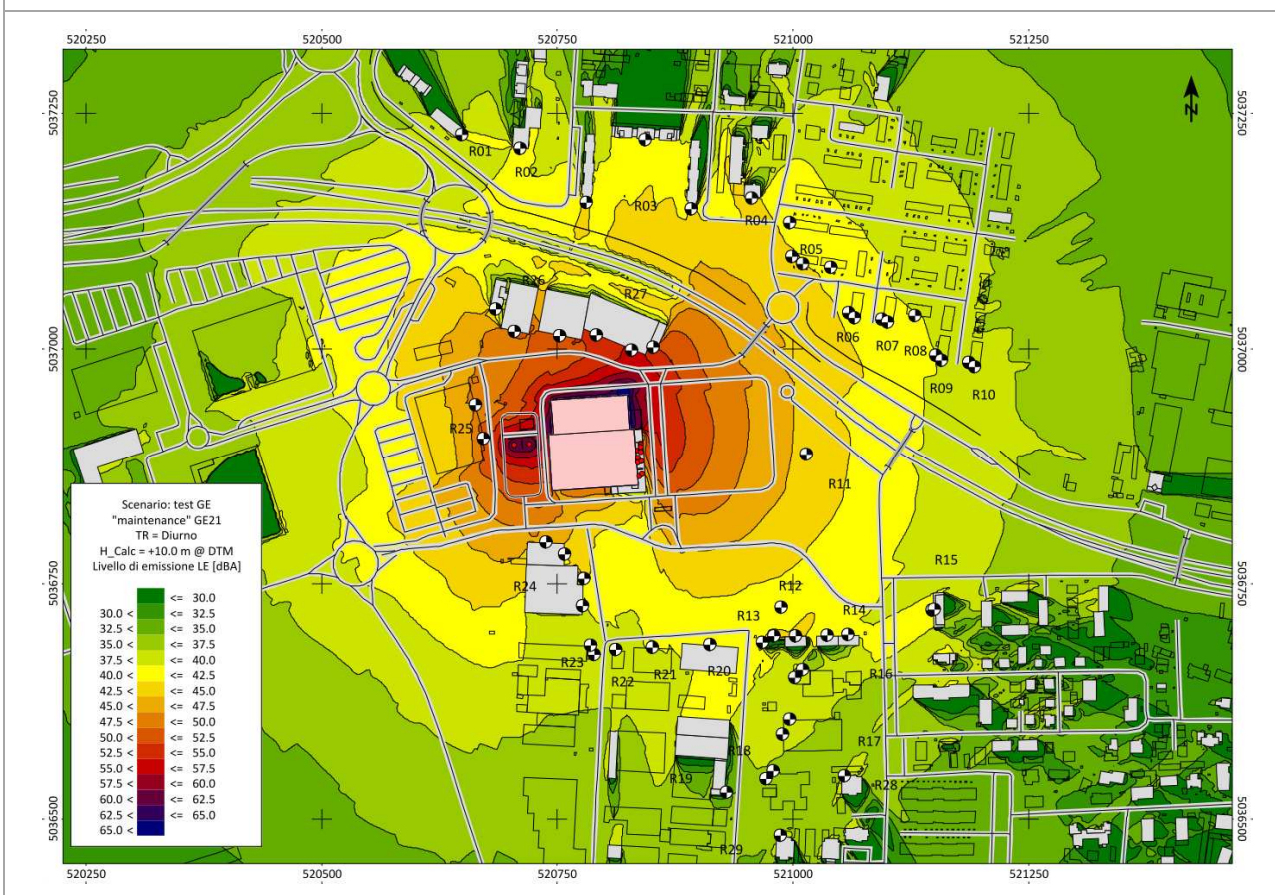 520250 520500 520750 521000 521250
5037250 5037250
N
R01
R02
R03
R04
R05
R26
R27
5037000 5037000
R06
R07
R08
R09
R10
R25
R11
Scenario: test GE
"maintenance" GE21
TR = Diurno
H_Calc = +10.0 m @ DTM
Livello di emissione LE [dBA]
<= 30.0
30.0 < <= 32.5
32.5 < <= 35.0
35.0 < <= 37.5
37.5 < <= 40.0
40.0 < <= 42.5
42.5 < <= 45.0
45.0 < <= 47.5
47.5 < <= 50.0
50.0 < <= 52.5
52.5 < <= 55.0
55.0 < <= 57.5
57.5 < <= 60.0
60.0 < <= 62.5
62.5 < <= 65.0
65.0 <
R15
R24
5036750 5036750
R12
R13
R14
R23
R22
R21
R20
R16
R17
R18
R19
R28
5036500 5036500
R29
520250 520500 520750 521000 521250